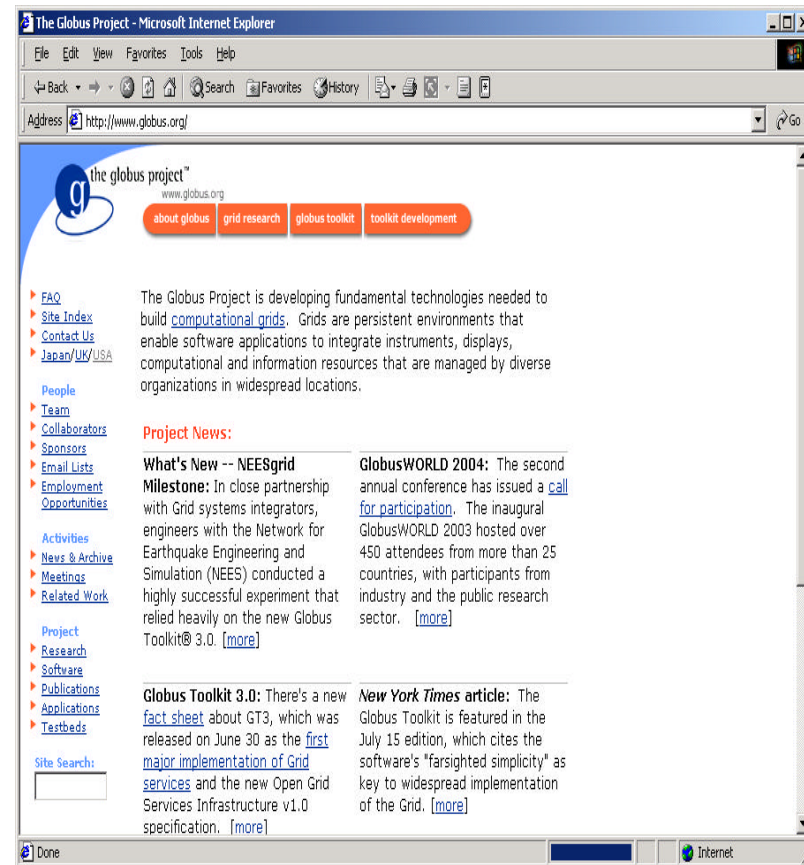 The Globus Project - Microsoft Internet Explorer
File Edit View Favorites Tools Help
Back Search Favorites History
Address http://www.globus.org/ Go
g the globus project™
www.globus.org
about globus grid research globus toolkit toolkit development
FAQ
Site Index
Contact Us
Japan/UK/USA
People
Team
Collaborators
Sponsors
Email Lists
Employment
Opportunities
Activities
News & Archive
Meetings
Related Work
Project
Research
Software
Publications
Applications
Testbeds
Site Search:
The Globus Project is developing fundamental technologies needed to
build computational grids. Grids are persistent environments that
enable software applications to integrate instruments, displays,
computational and information resources that are managed by diverse
organizations in widespread locations.
Project News:
What's New -- NEESgrid
Milestone: In close partnership
with Grid systems integrators,
engineers with the Network for
Earthquake Engineering and
Simulation (NEES) conducted a
highly successful experiment that
relied heavily on the new Globus
Toolkit® 3.0. [more]
GlobusWORLD 2004: The second
annual conference has issued a call
for participation. The inaugural
GlobusWORLD 2003 hosted over
450 attendees from more than 25
countries, with participants from
industry and the public research
sector. [more]
Globus Toolkit 3.0: There's a new
fact sheet about GT3, which was
released on June 30 as the first
major implementation of Grid
services and the new Open Grid
Services Infrastructure v1.0
specification. [more]
New York Times article: The
Globus Toolkit is featured in the
July 15 edition, which cites the
software's "farsighted simplicity" as
key to widespread implementation
of the Grid. [more]
Done Internet